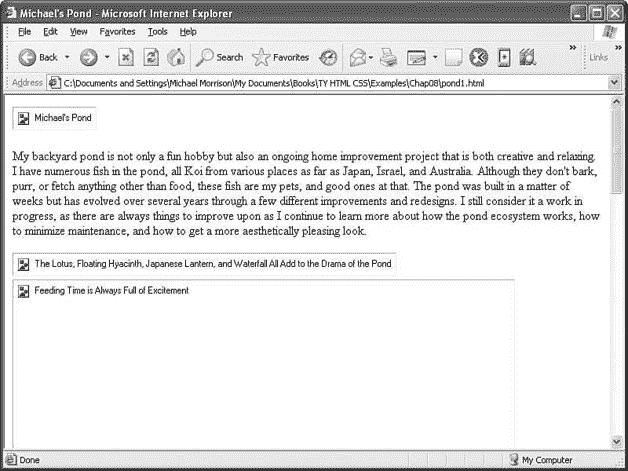 Michael's Pond - Microsoft Internet Explorer
File Edit View Favorites Tools Help
Back Search Favorites Links
Address C:\Documents and Settings\Michael Morrison\My Documents\Books\TY HTML CSS\Examples\Chap08\pond1.html
Michael's Pond
My backyard pond is not only a fun hobby but also an ongoing home improvement project that is both creative and relaxing.
I have numerous fish in the pond, all Koi from various places as far as Japan, Israel, and Australia. Although they don't bark,
purr, or fetch anything other than food, these fish are my pets, and good ones at that. The pond was built in a matter of
weeks but has evolved over several years through a few different improvements and redesigns. I still consider it a work in
progress, as there are always things to improve upon as I continue to learn more about how the pond ecosystem works, how
to minimize maintenance, and how to get a more aesthetically pleasing look.
The Lotus, Floating Hyacinth, Japanese Lantern, and Waterfall All Add to the Drama of the Pond
Feeding Time is Always Full of Excitement
Done My Computer